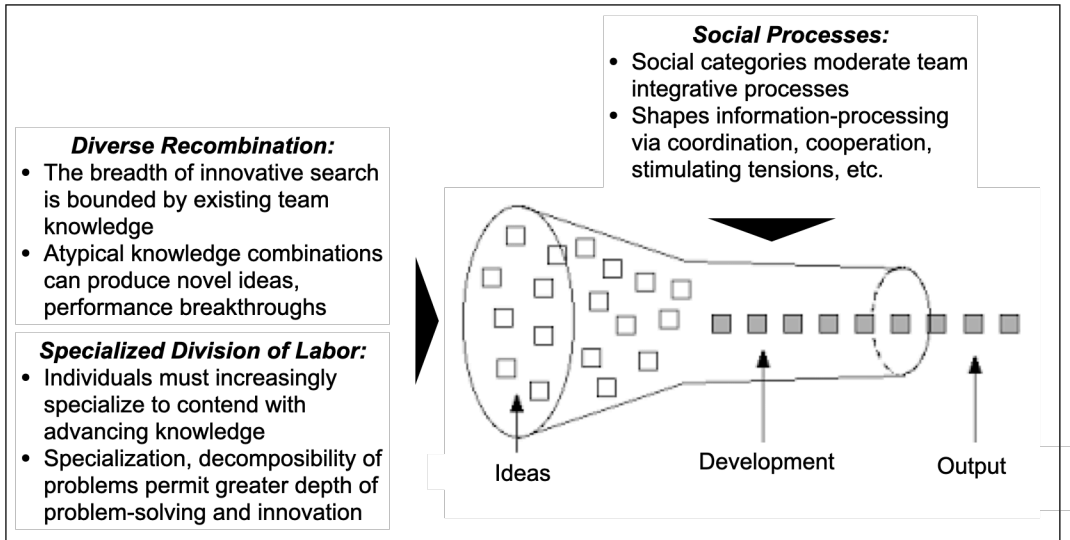 Social Processes:
• Social categories moderate team
integrative processes
• Shapes information-processing
via coordination, cooperation,
stimulating tensions, etc.
Diverse Recombination:
• The breadth of innovative search
is bounded by existing team
knowledge
• Atypical knowledge combinations
can produce novel ideas,
performance breakthroughs
Specialized Division of Labor:
• Individuals must increasingly
specialize to contend with
advancing knowledge
• Specialization, decomposibility of
problems permit greater depth of
problem-solving and innovation
Ideas
Development
Output